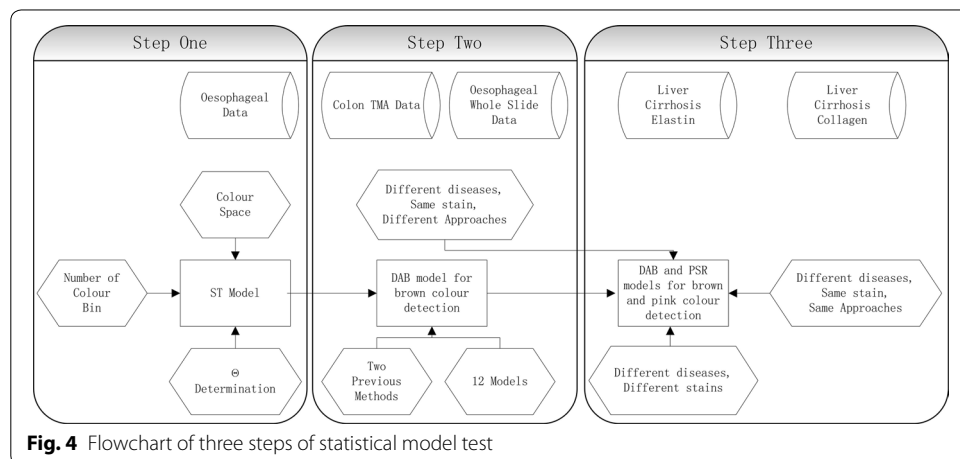 Step One
Step Two
Step Three
Oesophageal
Data
Colon TMA Data
Oesophageal
Whole Slide
Data
Liver
Cirrhosis
Elastin
Liver
Cirrhosis
Collagen
Colour
Space
Different diseases,
Same stain,
Different Approaches
Number of
Colour
Bin
ST Model
DAB model for
brown colour
detection
DAB and PSR
models for brown
and pink colour
detection
Different diseases,
Same stain,
Same Approaches
Θ
Determination
Two
Previous
Methods
12 Models
Different diseases,
Different stains
Fig. 4 Flowchart of three steps of statistical model test